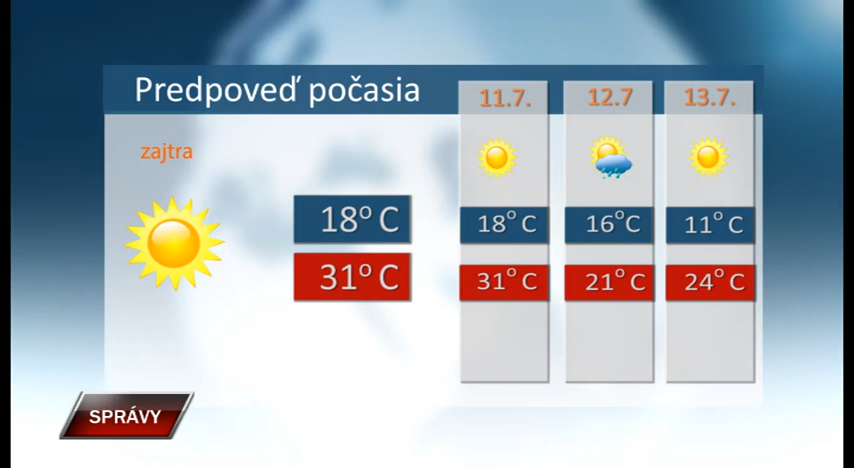 Predpoveď počasia
zajtra
18° C
31° C
11.7.
18° C
31° C
12.7
16°C
21° C
13.7.
11° C
24° C
SPRÁVY